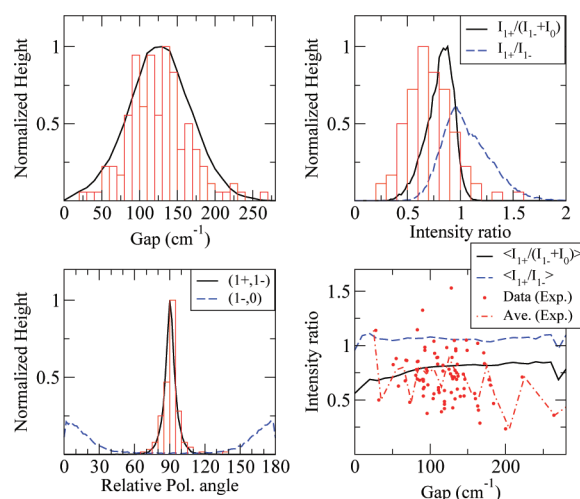 Normalized Height
1
0.5
0 50 100 150 200 250
Gap (cm⁻¹)
I₁₊/(I₁₋+I₀)
I₁₊/I₁₋
Normalized Height
1
0.5
0 0.5 1 1.5 2
Intensity ratio
(1+,1-)
(1-,0)
Normalized Height
1
0.5
0 30 60 90 120 150 180
Relative Pol. angle
<I₁₊/(I₁₋+I₀)>
<I₁₊/I₁₋>
Data (Exp.)
Ave. (Exp.)
Intensity ratio
1.5
1
0.5
0 100 200
Gap (cm⁻¹)